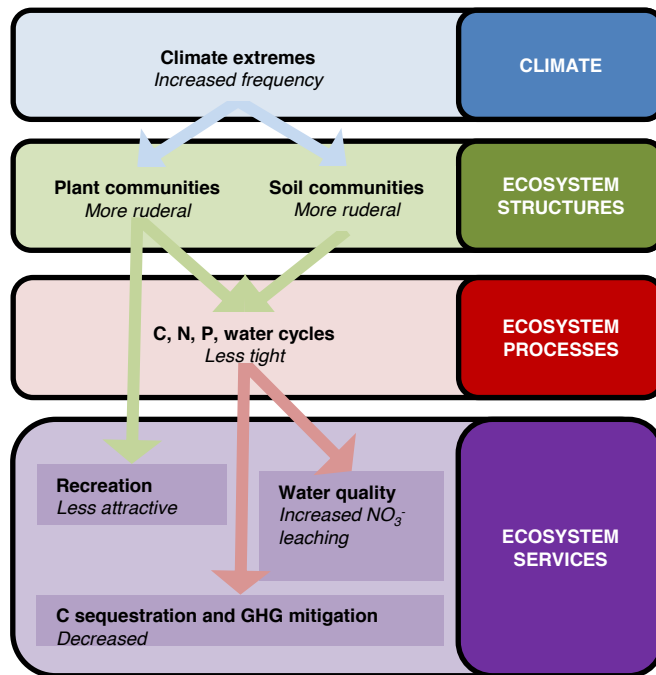 Climate extremes
Increased frequency
CLIMATE
Plant communities
More ruderal
Soil communities
More ruderal
ECOSYSTEM
STRUCTURES
C, N, P, water cycles
Less tight
ECOSYSTEM
PROCESSES
Recreation
Less attractive
Water quality
Increased NO₃⁻
leaching
C sequestration and GHG mitigation
Decreased
ECOSYSTEM
SERVICES